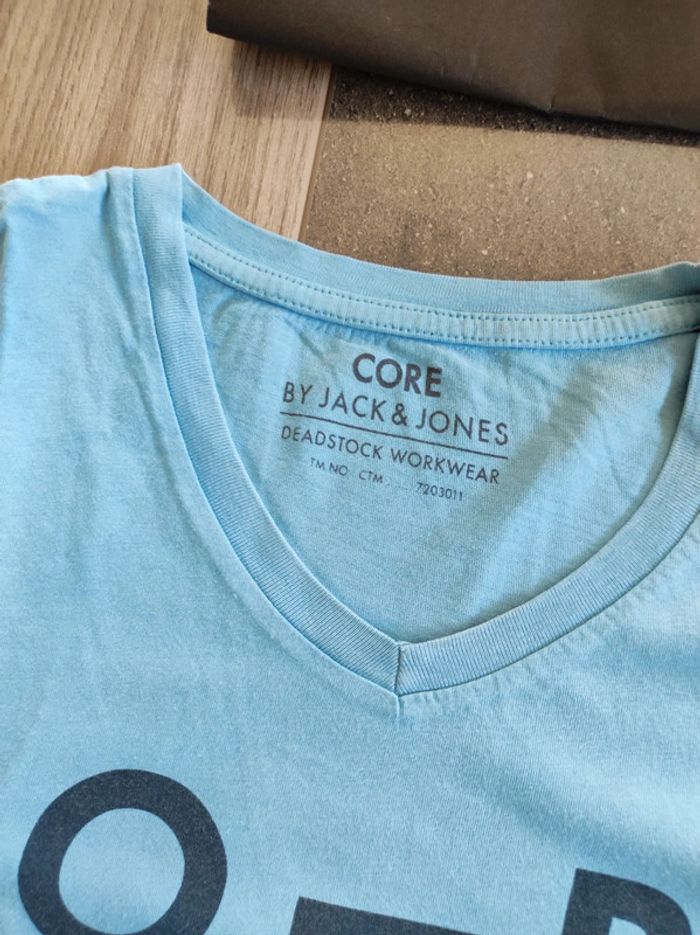 CORE
BY JACK & JONES
DEADSTOCK WORKWEAR
TM NO CTM 7203011
O